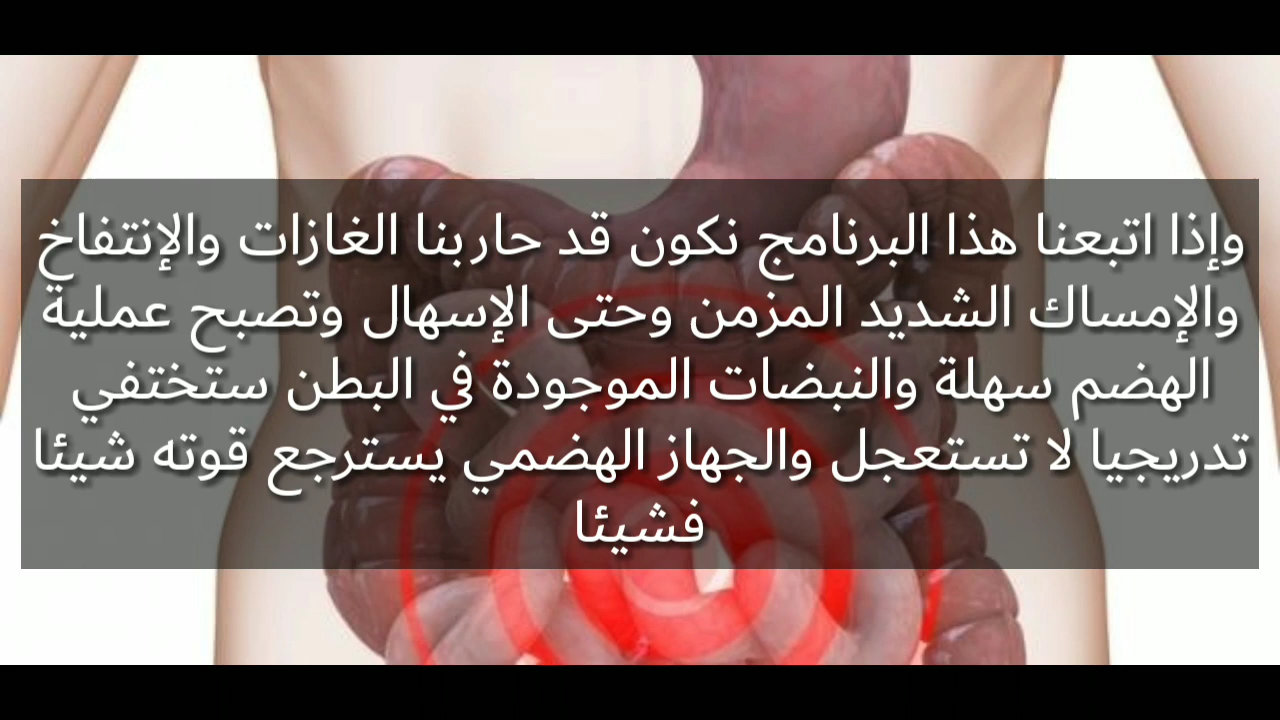 وإذا اتبعنا هذا البرنامج نكون قد حاربنا الغازات والإنتفاخ
والإمساك الشديد المزمن وحتى الإسهال وتصبح عملية
الهضم سهلة والنبضات الموجودة في البطن ستختفي
تدريجيا لا تستعجل والجهاز الهضمي يسترجع قوته شيئا
فشيئا